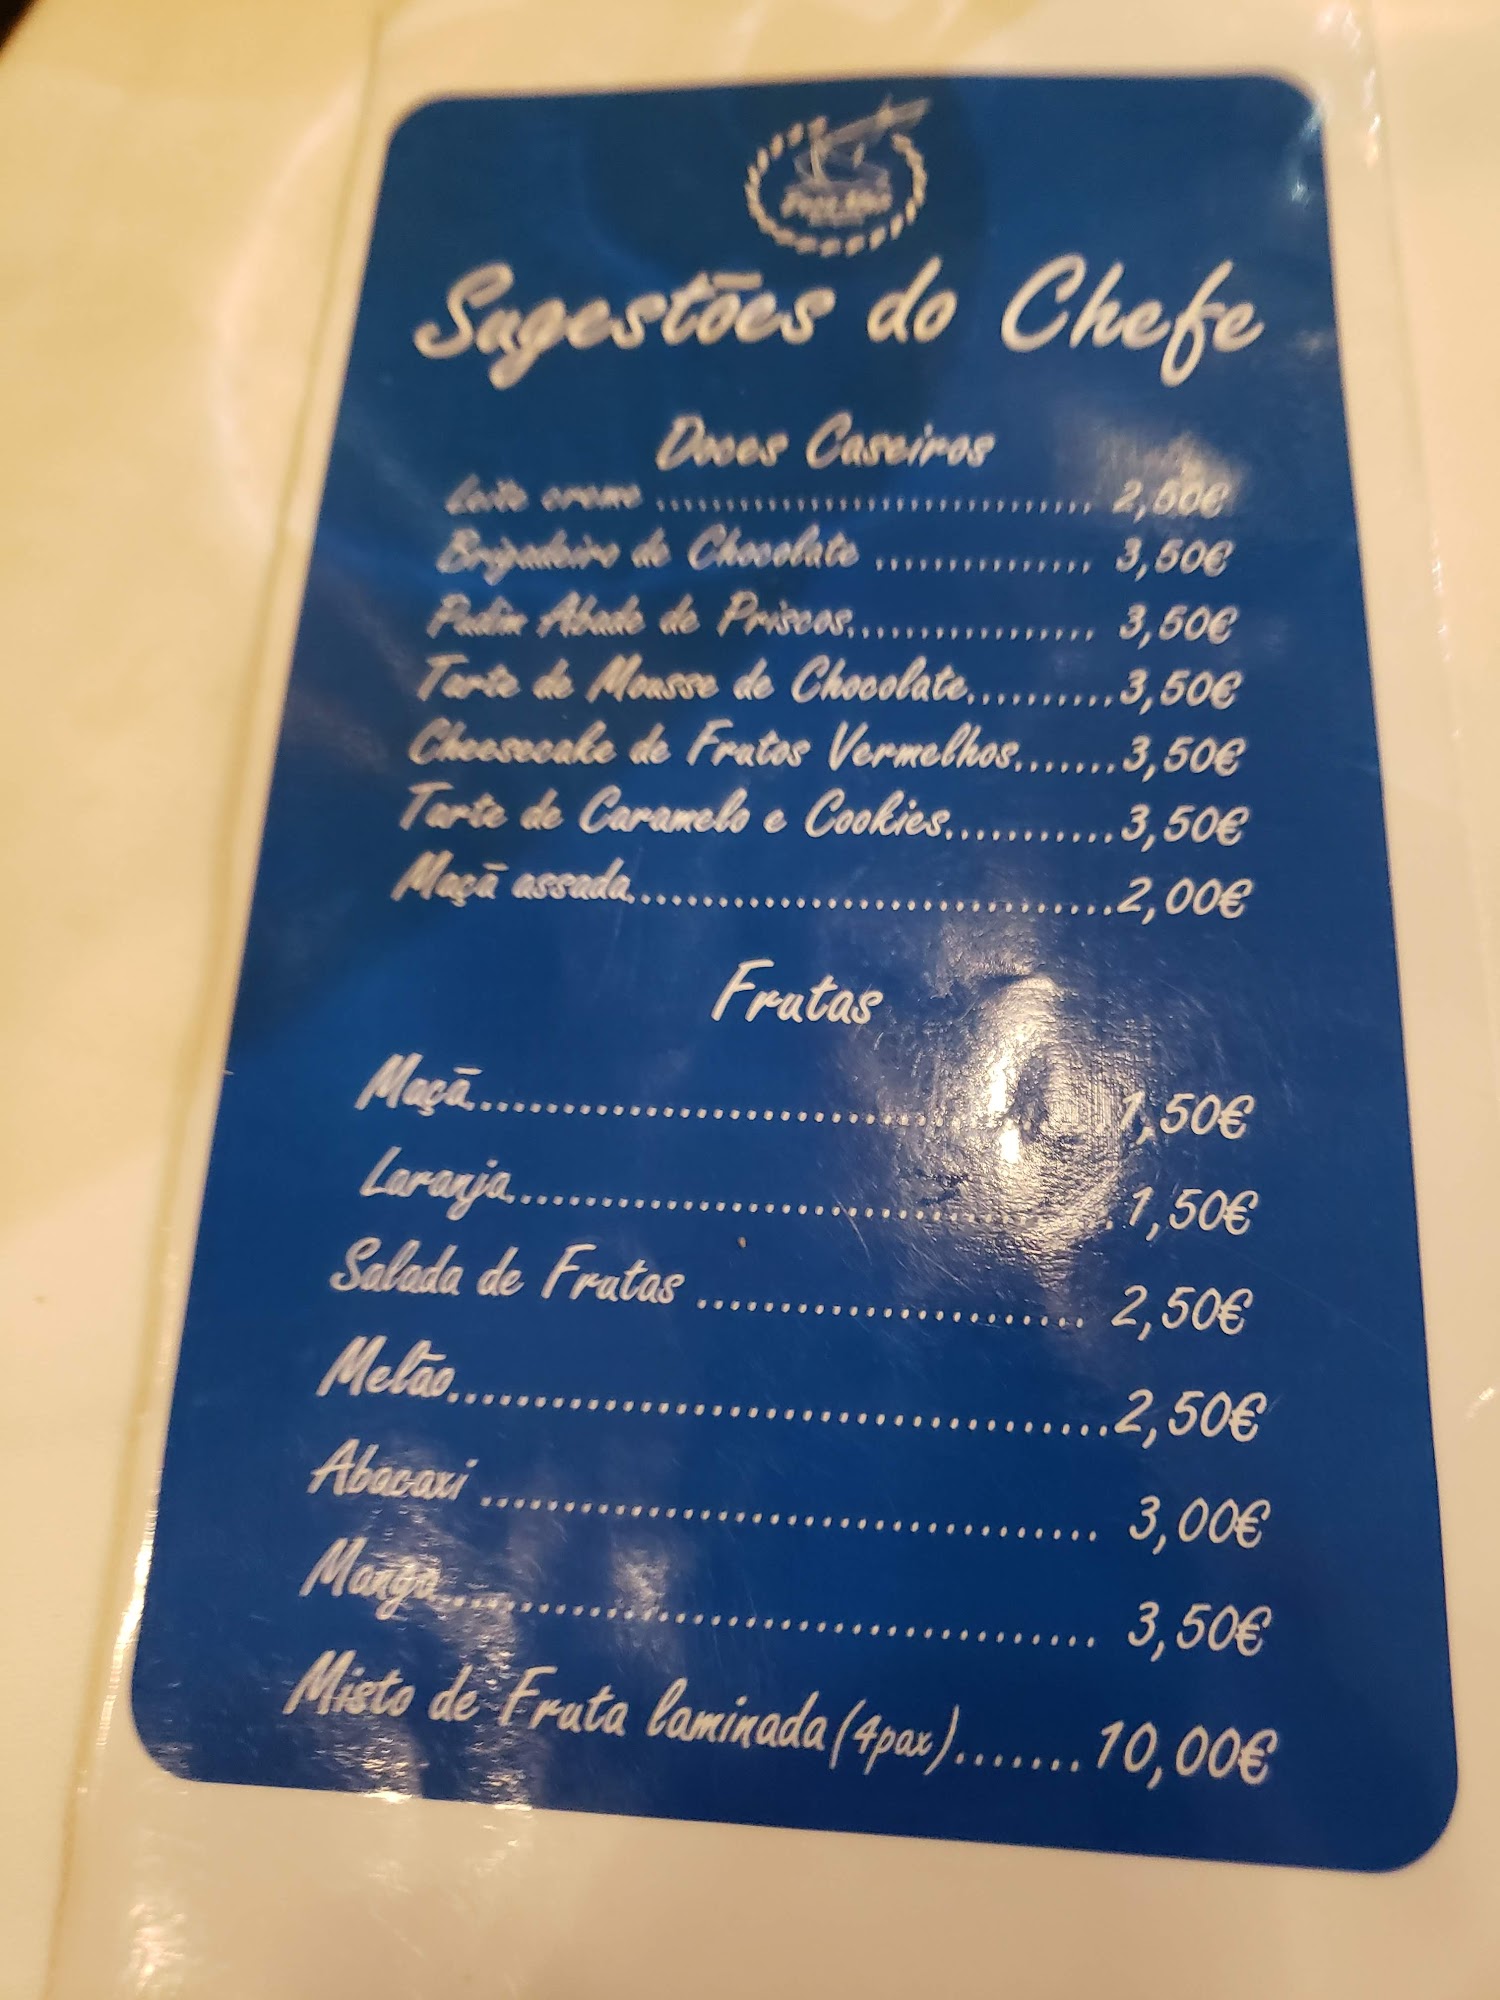 Sugestões do Chefe
Doces Caseiros
Leite creme ................................ 2,50€
Brigadeiro de Chocolate ................ 3,50€
Pudim Abade de Priscos.................. 3,50€
Tarte de Mousse de Chocolate...........3,50€
Cheesecake de Frutos Vermelhos.......3,50€
Tarte de Caramelo e Cookies............3,50€
Maçã assada.................................2,00€
Frutas
Maçã.........................................1,50€
Laranja......................................1,50€
Salada de Frutas ........................ 2,50€
Melão........................................2,50€
Abacaxi ..................................... 3,00€
Manga........................................ 3,50€
Misto de Fruta laminada(4pax).......10,00€